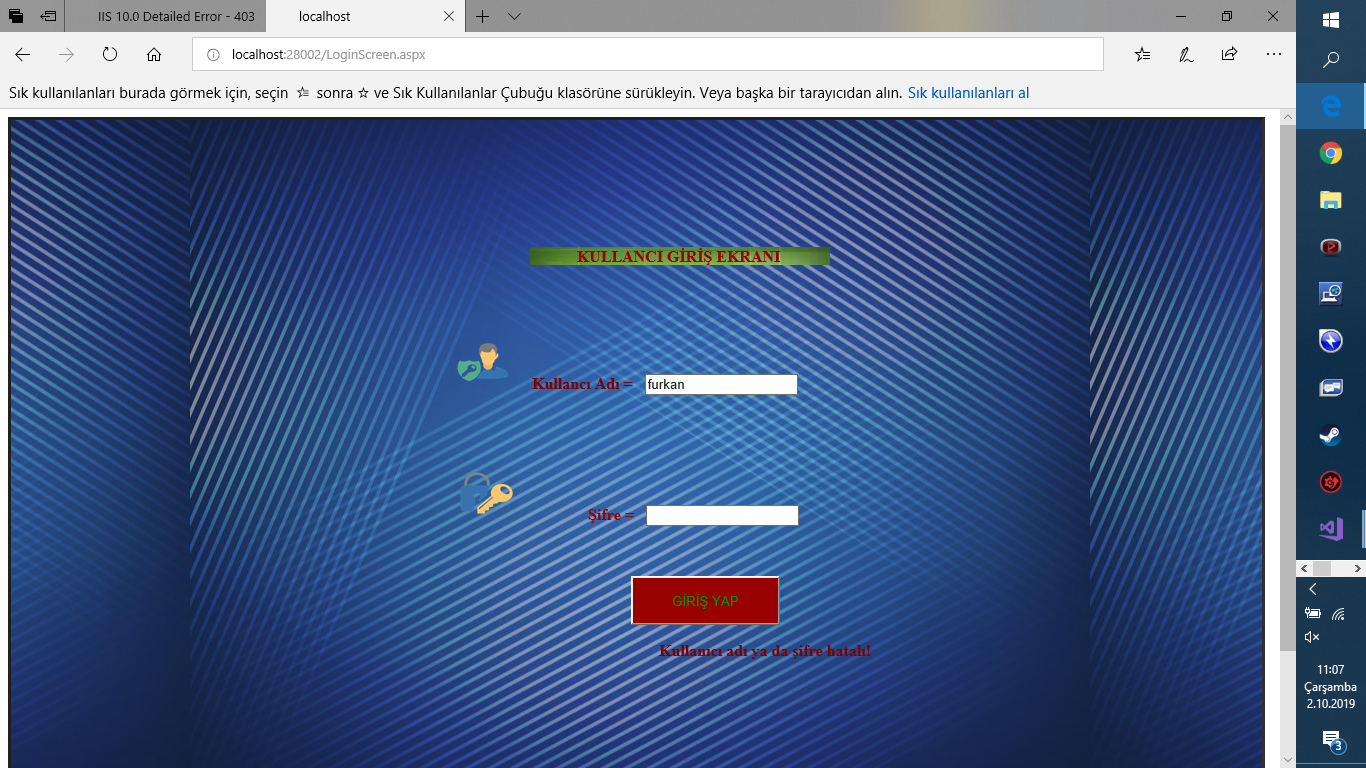 IIS 10.0 Detailed Error - 403
localhost
localhost:28002/LoginScreen.aspx
Sık kullanılanları burada görmek için, seçin sonra ve Sık Kullanılanlar Çubuğu klasörüne sürükleyin. Veya başka bir tarayıcıdan alın. Sık kullanılanları al
KULLANCI GİRİŞ EKRANI
Kullancı Adı = furkan
Şifre =
GİRİŞ YAP
Kullanıcı adı ya da şifre hatalı!
11:07
Çarşamba
2.10.2019
3